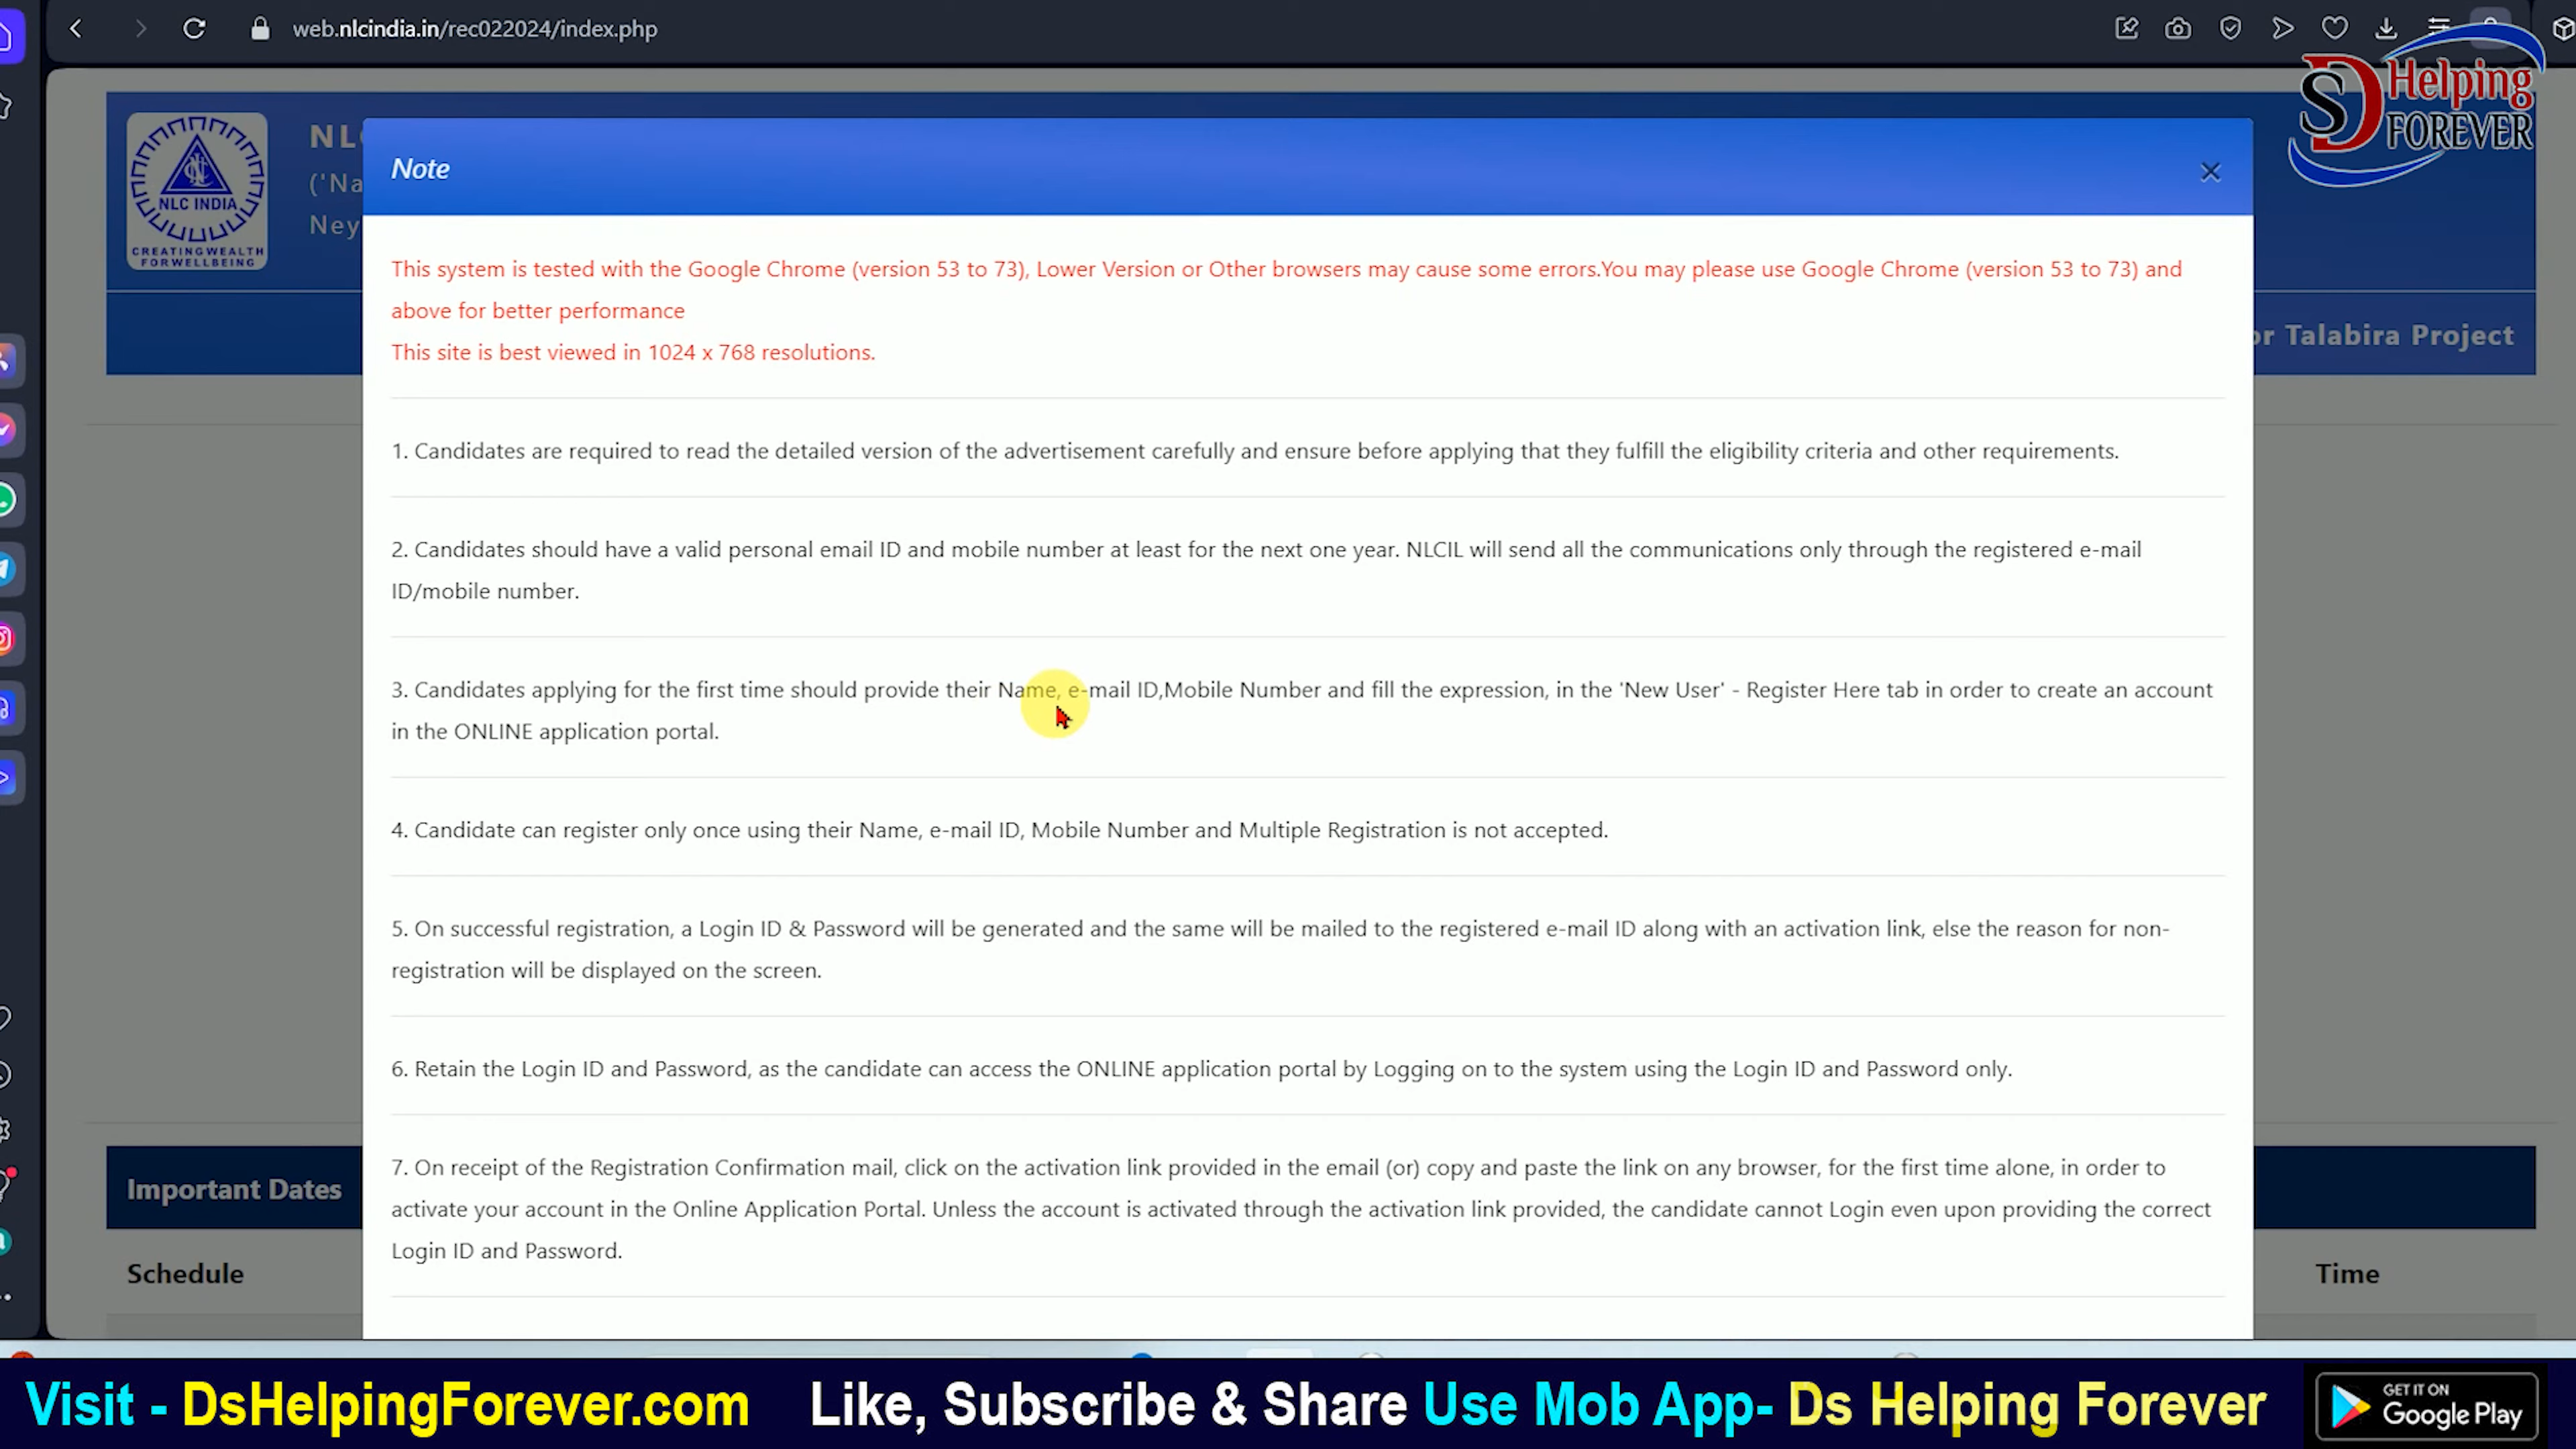 web.nlcindia.in/rec022024/index.php
SD Helping
FOREVER
NLC INDIA
CREATING WEALTH
FOR WELLBEING
NL
('Na
Ney
or Talabira Project
Note
This system is tested with the Google Chrome (version 53 to 73), Lower Version or Other browsers may cause some errors.You may please use Google Chrome (version 53 to 73) and
above for better performance
This site is best viewed in 1024 x 768 resolutions.
1. Candidates are required to read the detailed version of the advertisement carefully and ensure before applying that they fulfill the eligibility criteria and other requirements.
2. Candidates should have a valid personal email ID and mobile number at least for the next one year. NLCIL will send all the communications only through the registered e-mail
ID/mobile number.
3. Candidates applying for the first time should provide their Name, e-mail ID,Mobile Number and fill the expression, in the 'New User' - Register Here tab in order to create an account
in the ONLINE application portal.
4. Candidate can register only once using their Name, e-mail ID, Mobile Number and Multiple Registration is not accepted.
5. On successful registration, a Login ID & Password will be generated and the same will be mailed to the registered e-mail ID along with an activation link, else the reason for non-
registration will be displayed on the screen.
6. Retain the Login ID and Password, as the candidate can access the ONLINE application portal by Logging on to the system using the Login ID and Password only.
7. On receipt of the Registration Confirmation mail, click on the activation link provided in the email (or) copy and paste the link on any browser, for the first time alone, in order to
activate your account in the Online Application Portal. Unless the account is activated through the activation link provided, the candidate cannot Login even upon providing the correct
Login ID and Password.
Important Dates
Schedule
Time
Visit - DsHelpingForever.com Like, Subscribe & Share Use Mob App- Ds Helping Forever
GET IT ON
Google Play